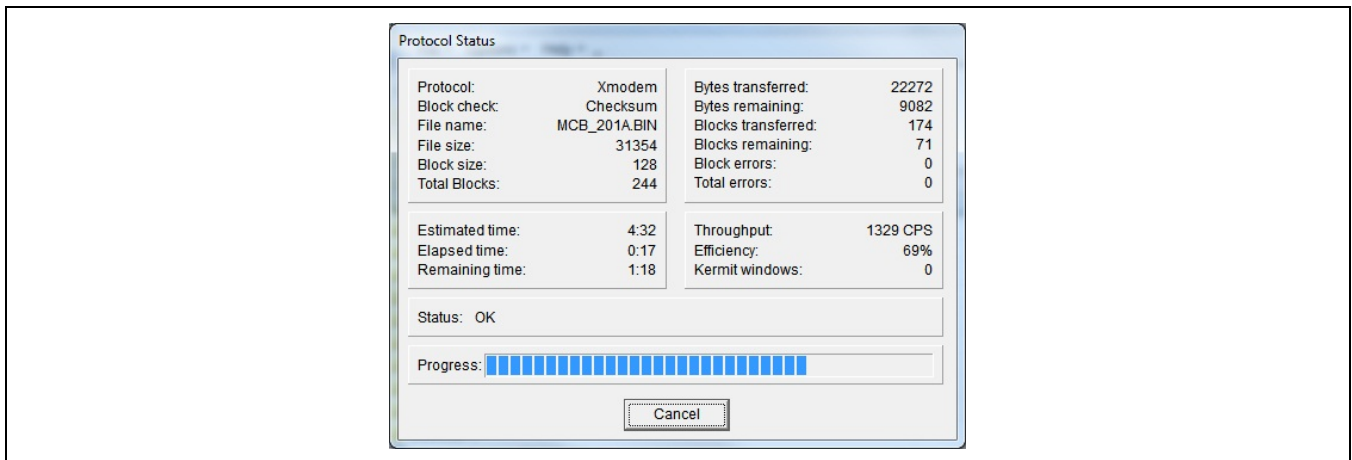 Protocol Status
Protocol: Xmodem
Block check: Checksum
File name: MCB_201A.BIN
File size: 31354
Block size: 128
Total Blocks: 244
Bytes transferred: 22272
Bytes remaining: 9082
Blocks transferred: 174
Blocks remaining: 71
Block errors: 0
Total errors: 0
Estimated time: 4:32
Elapsed time: 0:17
Remaining time: 1:18
Throughput: 1329 CPS
Efficiency: 69%
Kermit windows: 0
Status: OK
Progress:
Cancel